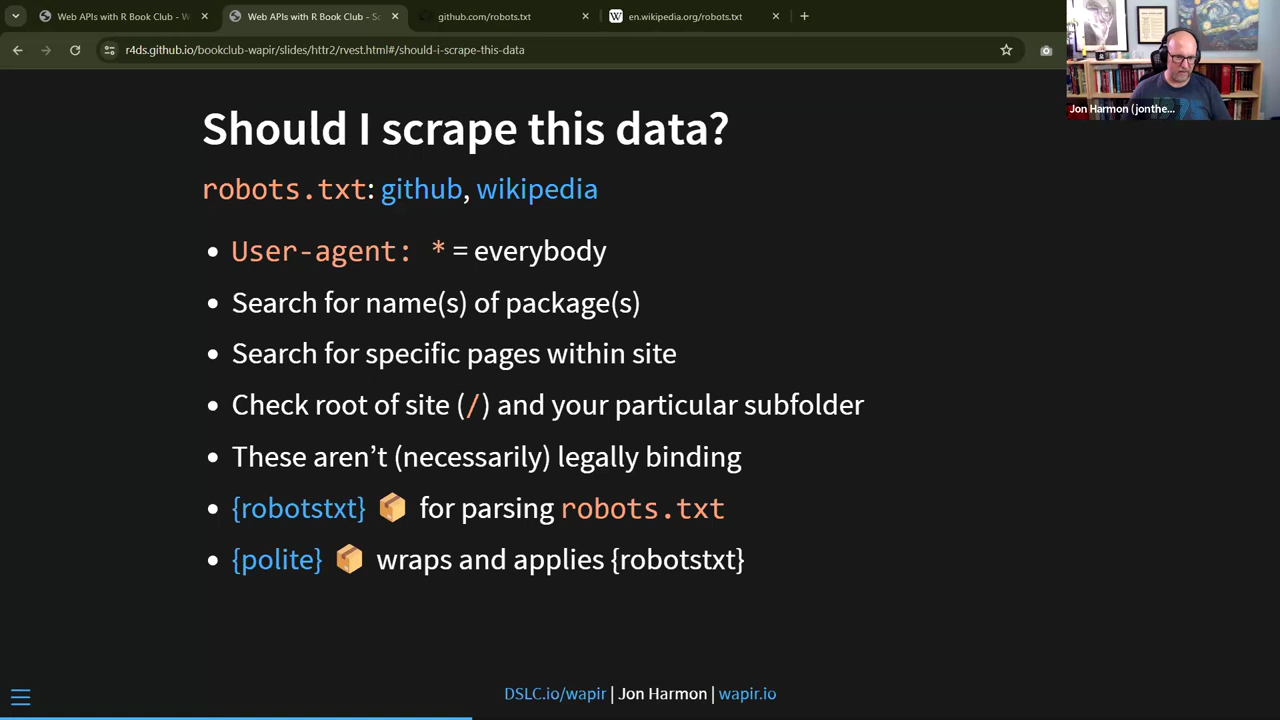 Web APIs with R Book Club - W
Web APIs with R Book Club - Sc
github.com/robots.txt
en.wikipedia.org/robots.txt
r4ds.github.io/bookclub-wapir/slides/httr2/rvest.html#/should-i-scrape-this-data
Jon Harmon (jonthe...
Should I scrape this data?
robots.txt: github, wikipedia
• User-agent: * = everybody
• Search for name(s) of package(s)
• Search for specific pages within site
• Check root of site (/) and your particular subfolder
• These aren't (necessarily) legally binding
• {robotstxt} 📦 for parsing robots.txt
• {polite} 📦 wraps and applies {robotstxt}
DSLC.io/wapir | Jon Harmon | wapir.io